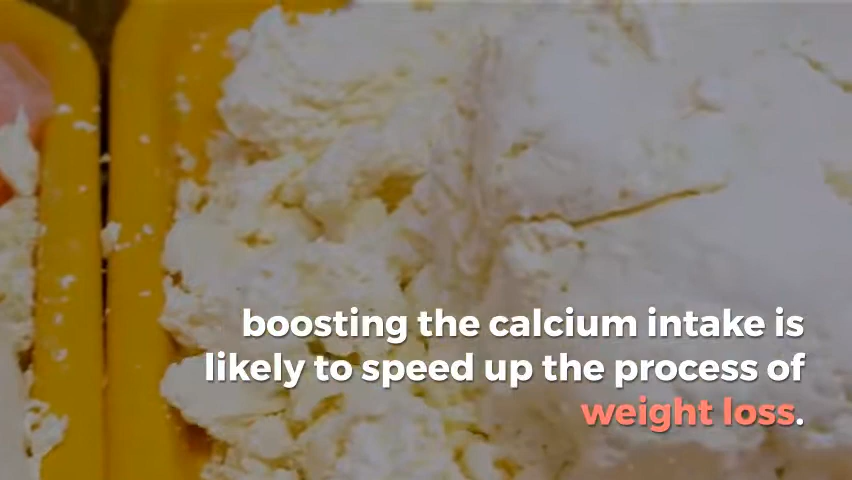 boosting the calcium intake is
likely to speed up the process of
weight loss.